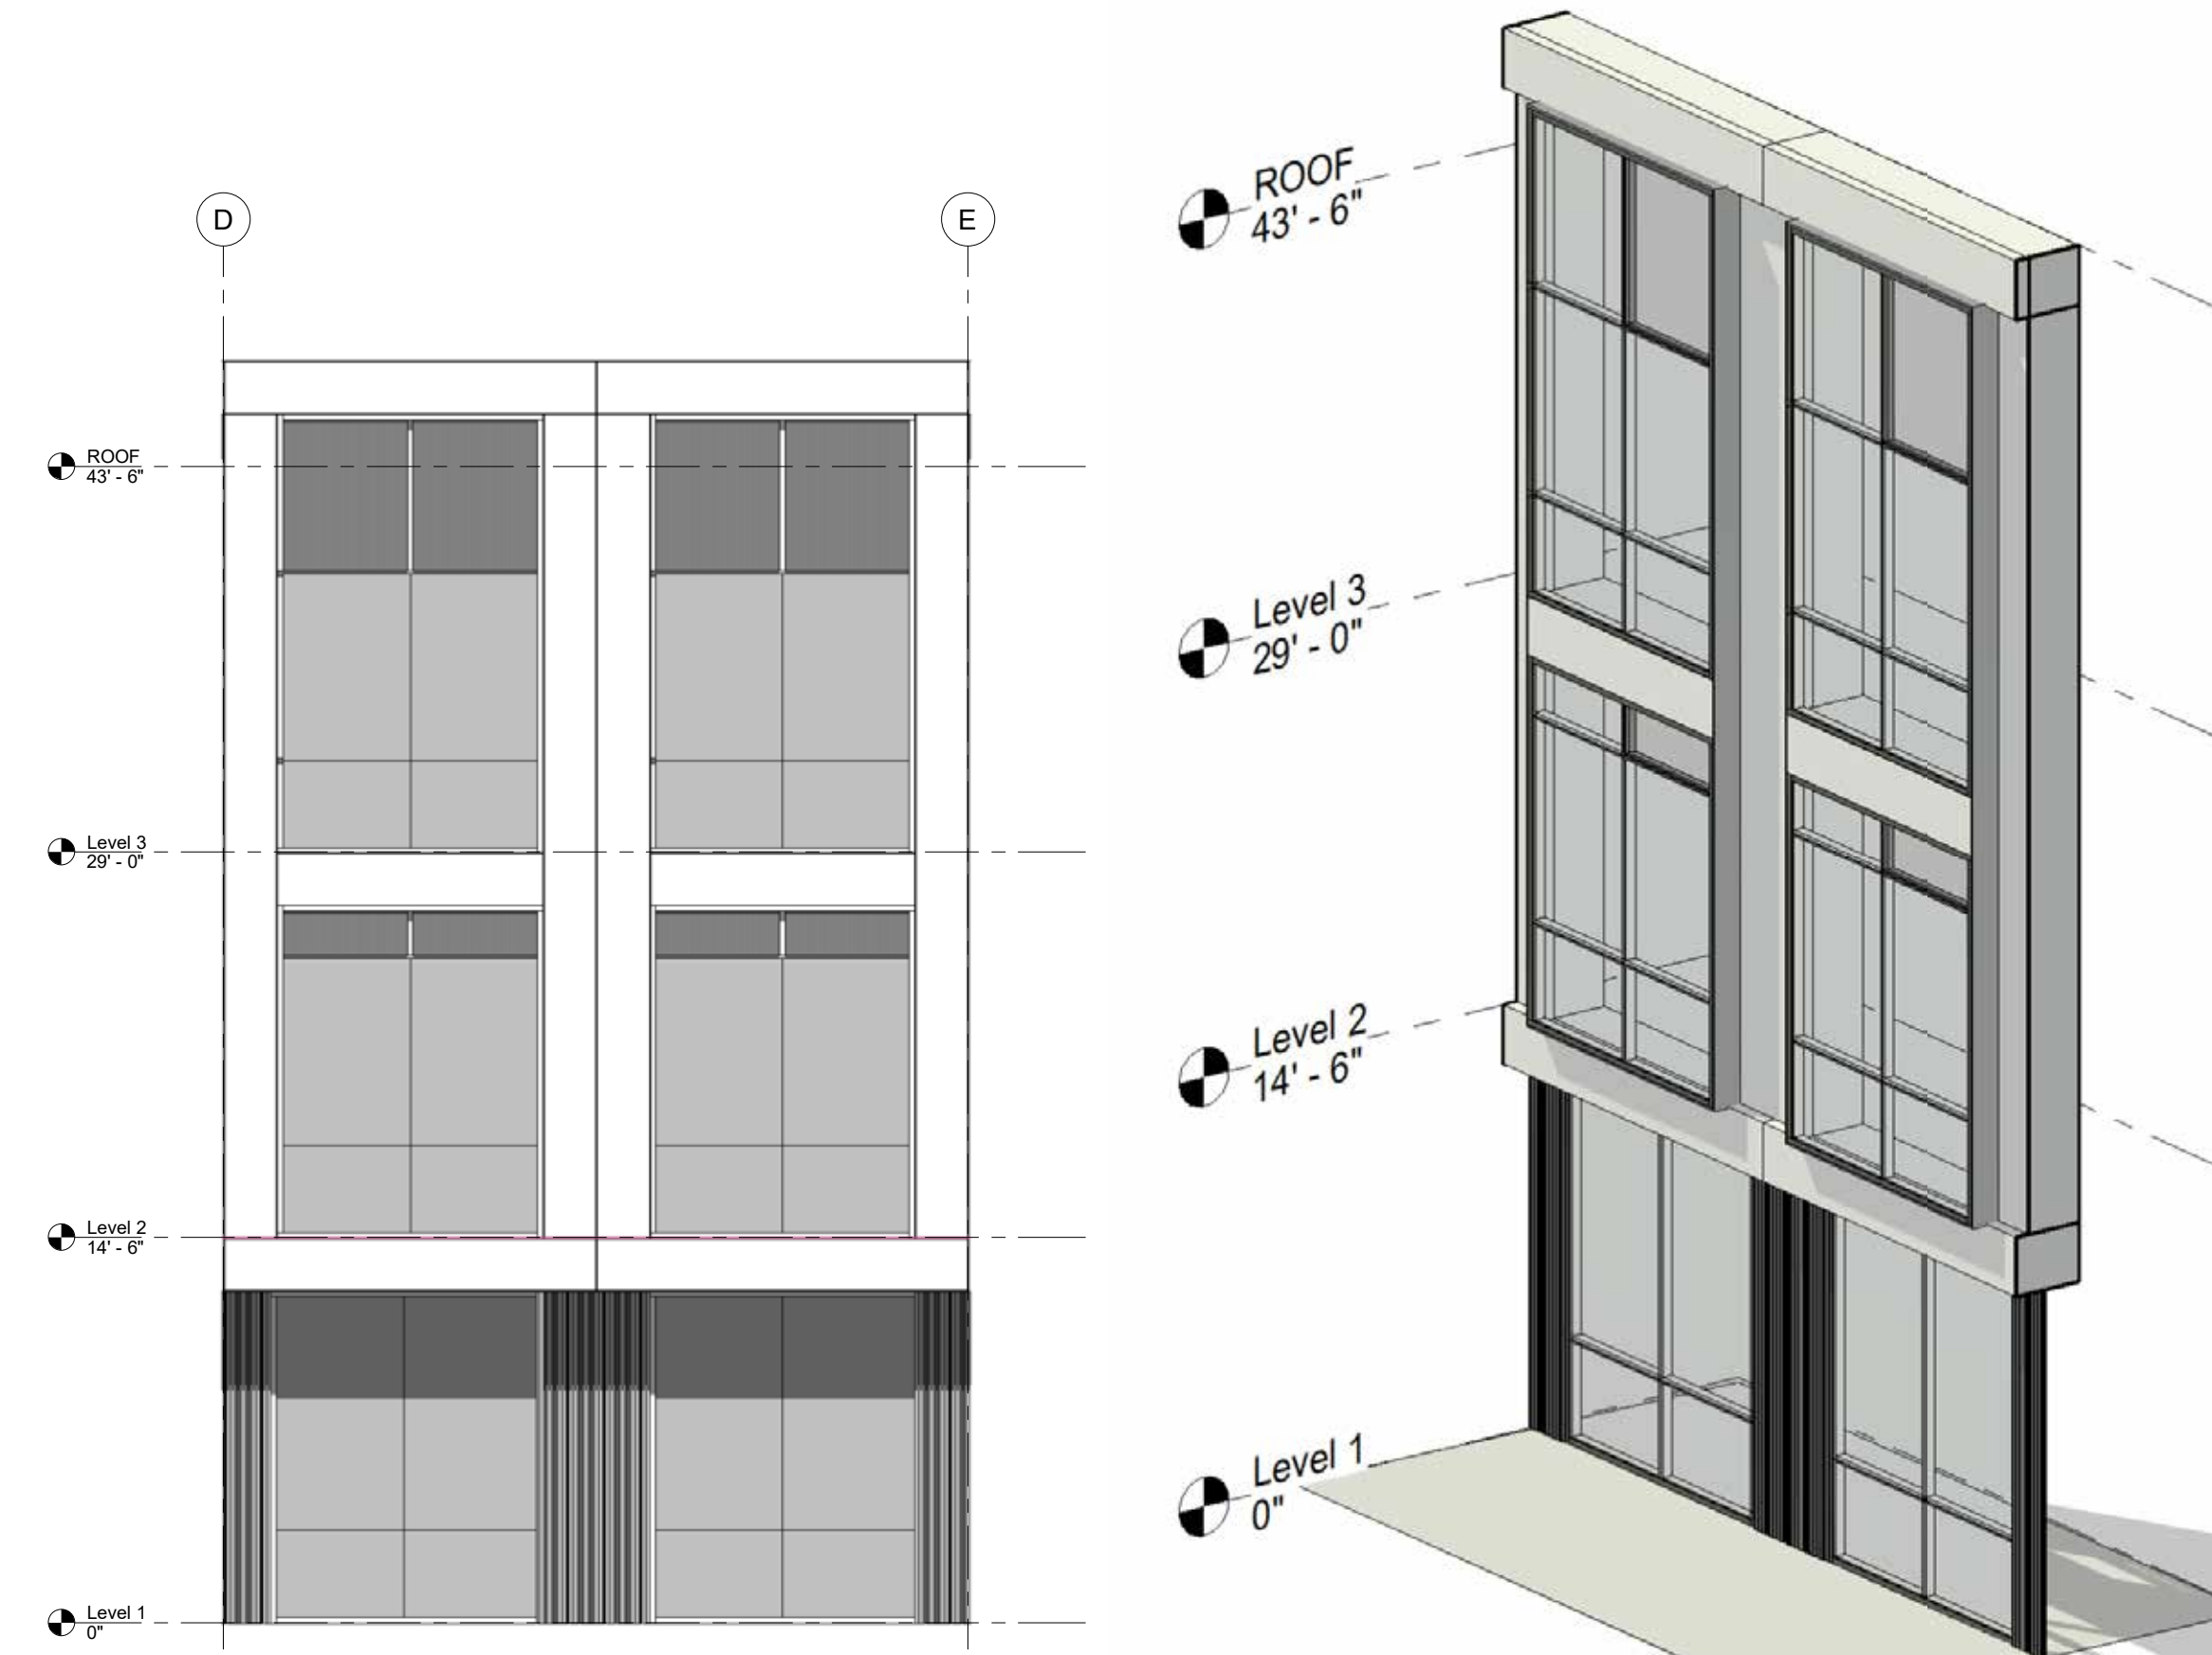 D
E
ROOF
43' - 6"
Level 3
29' - 0"
Level 2
14' - 6"
Level 1
0"
ROOF
43' - 6"
Level 3
29' - 0"
Level 2
14' - 6"
Level 1
0"